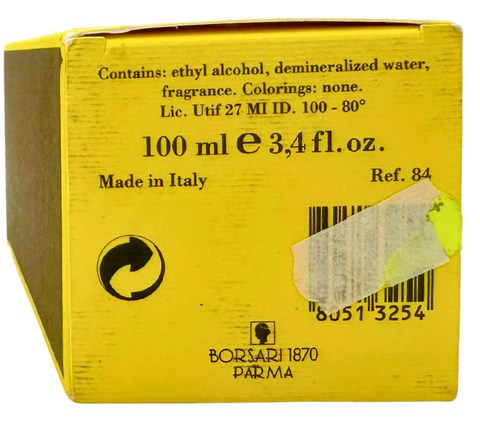 Contains: ethyl alcohol, demineralized water,
fragrance. Colorings: none.
Lic. Utif 27 MI ID. 100 - 80°
100 ml ℮ 3,4 fl. oz.
Made in Italy
Ref. 84
8051 3254
BORSARI 1870
PARMA